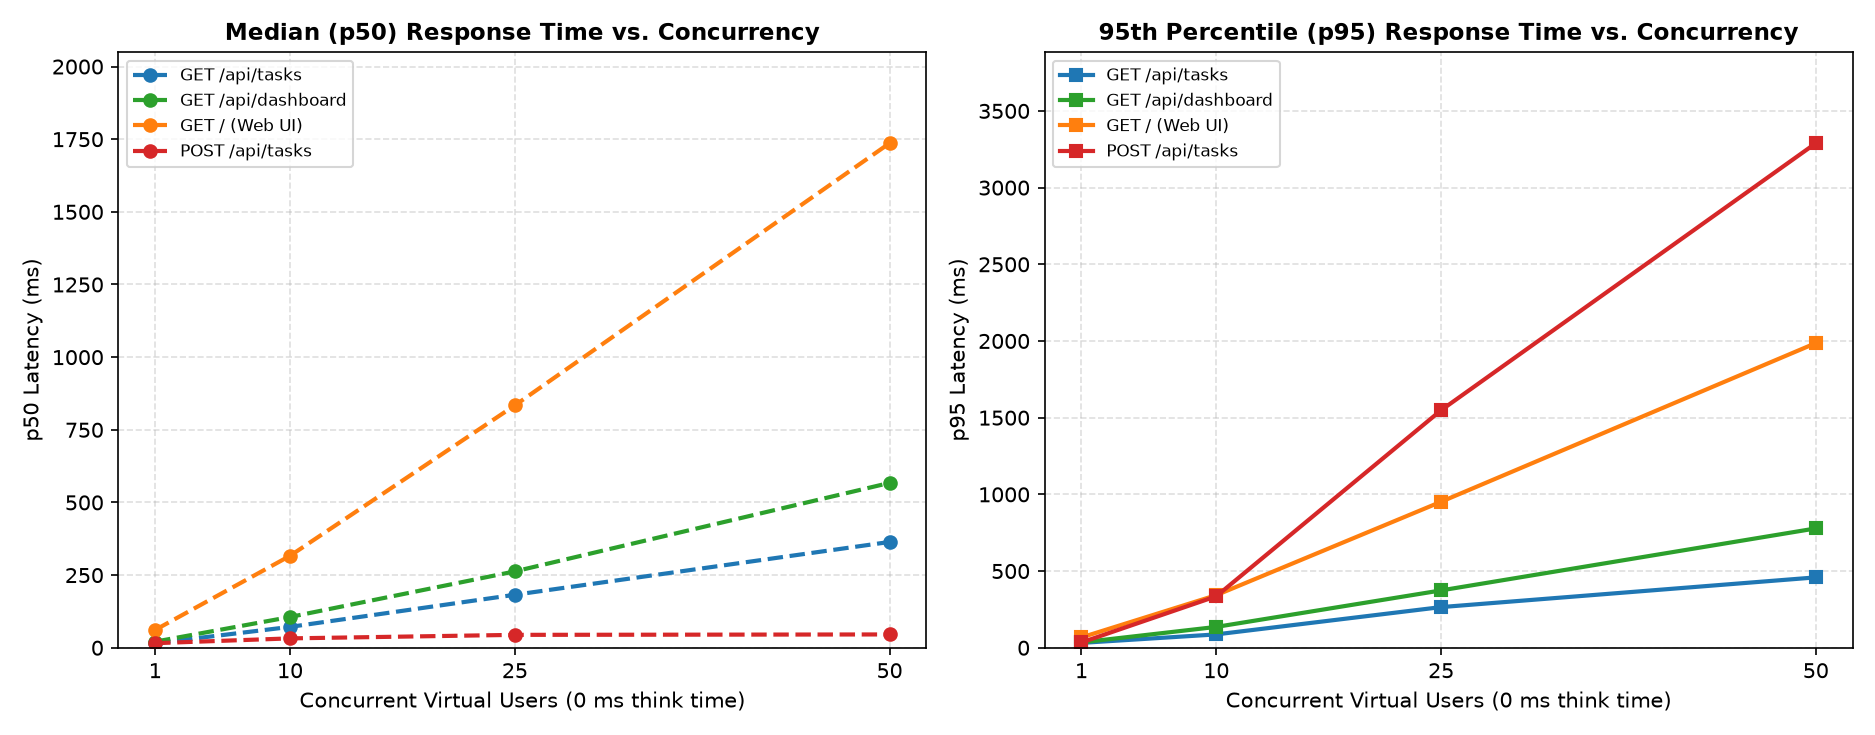 Median (p50) Response Time vs. Concurrency
GET /api/tasks
GET /api/dashboard
GET / (Web UI)
POST /api/tasks
p50 Latency (ms)
2000
1750
1500
1250
1000
750
500
250
0
1
10
25
50
Concurrent Virtual Users (0 ms think time)
95th Percentile (p95) Response Time vs. Concurrency
GET /api/tasks
GET /api/dashboard
GET / (Web UI)
POST /api/tasks
p95 Latency (ms)
3500
3000
2500
2000
1500
1000
500
0
1
10
25
50
Concurrent Virtual Users (0 ms think time)